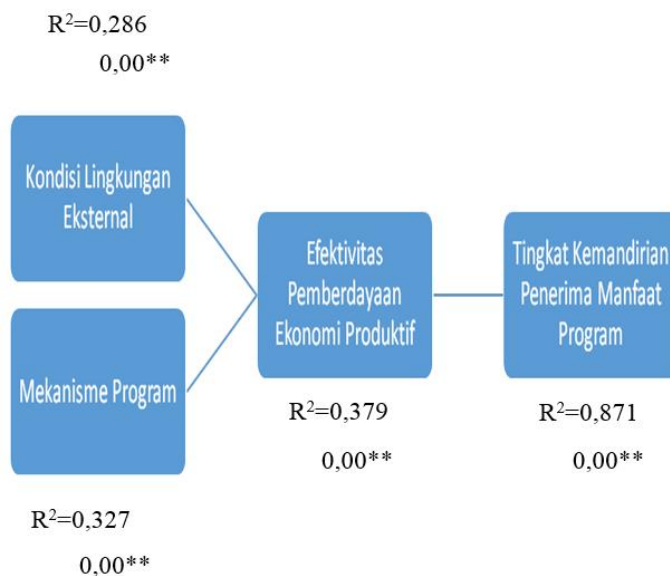 R²=0,286
0,00**
Kondisi Lingkungan
Eksternal
Mekanisme Program
R²=0,327
0,00**
Efektivitas
Pemberdayaan
Ekonomi Produktif
R²=0,379
0,00**
Tingkat Kemandirian
Penerima Manfaat
Program
R²=0,871
0,00**